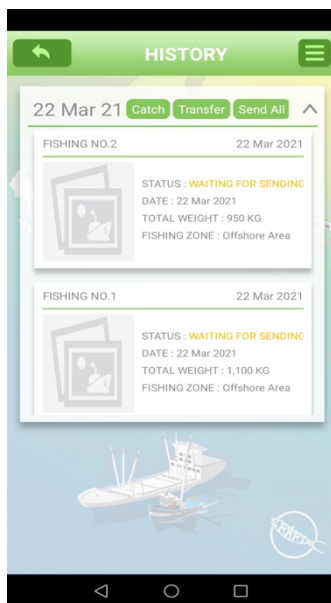 HISTORY
22 Mar 21 Catch Transfer Send All
FISHING NO.2 22 Mar 2021
STATUS : WAITING FOR SENDING
DATE : 22 Mar 2021
TOTAL WEIGHT : 950 KG
FISHING ZONE : Offshore Area
FISHING NO.1 22 Mar 2021
STATUS : WAITING FOR SENDING
DATE : 22 Mar 2021
TOTAL WEIGHT : 1,100 KG
FISHING ZONE : Offshore Area